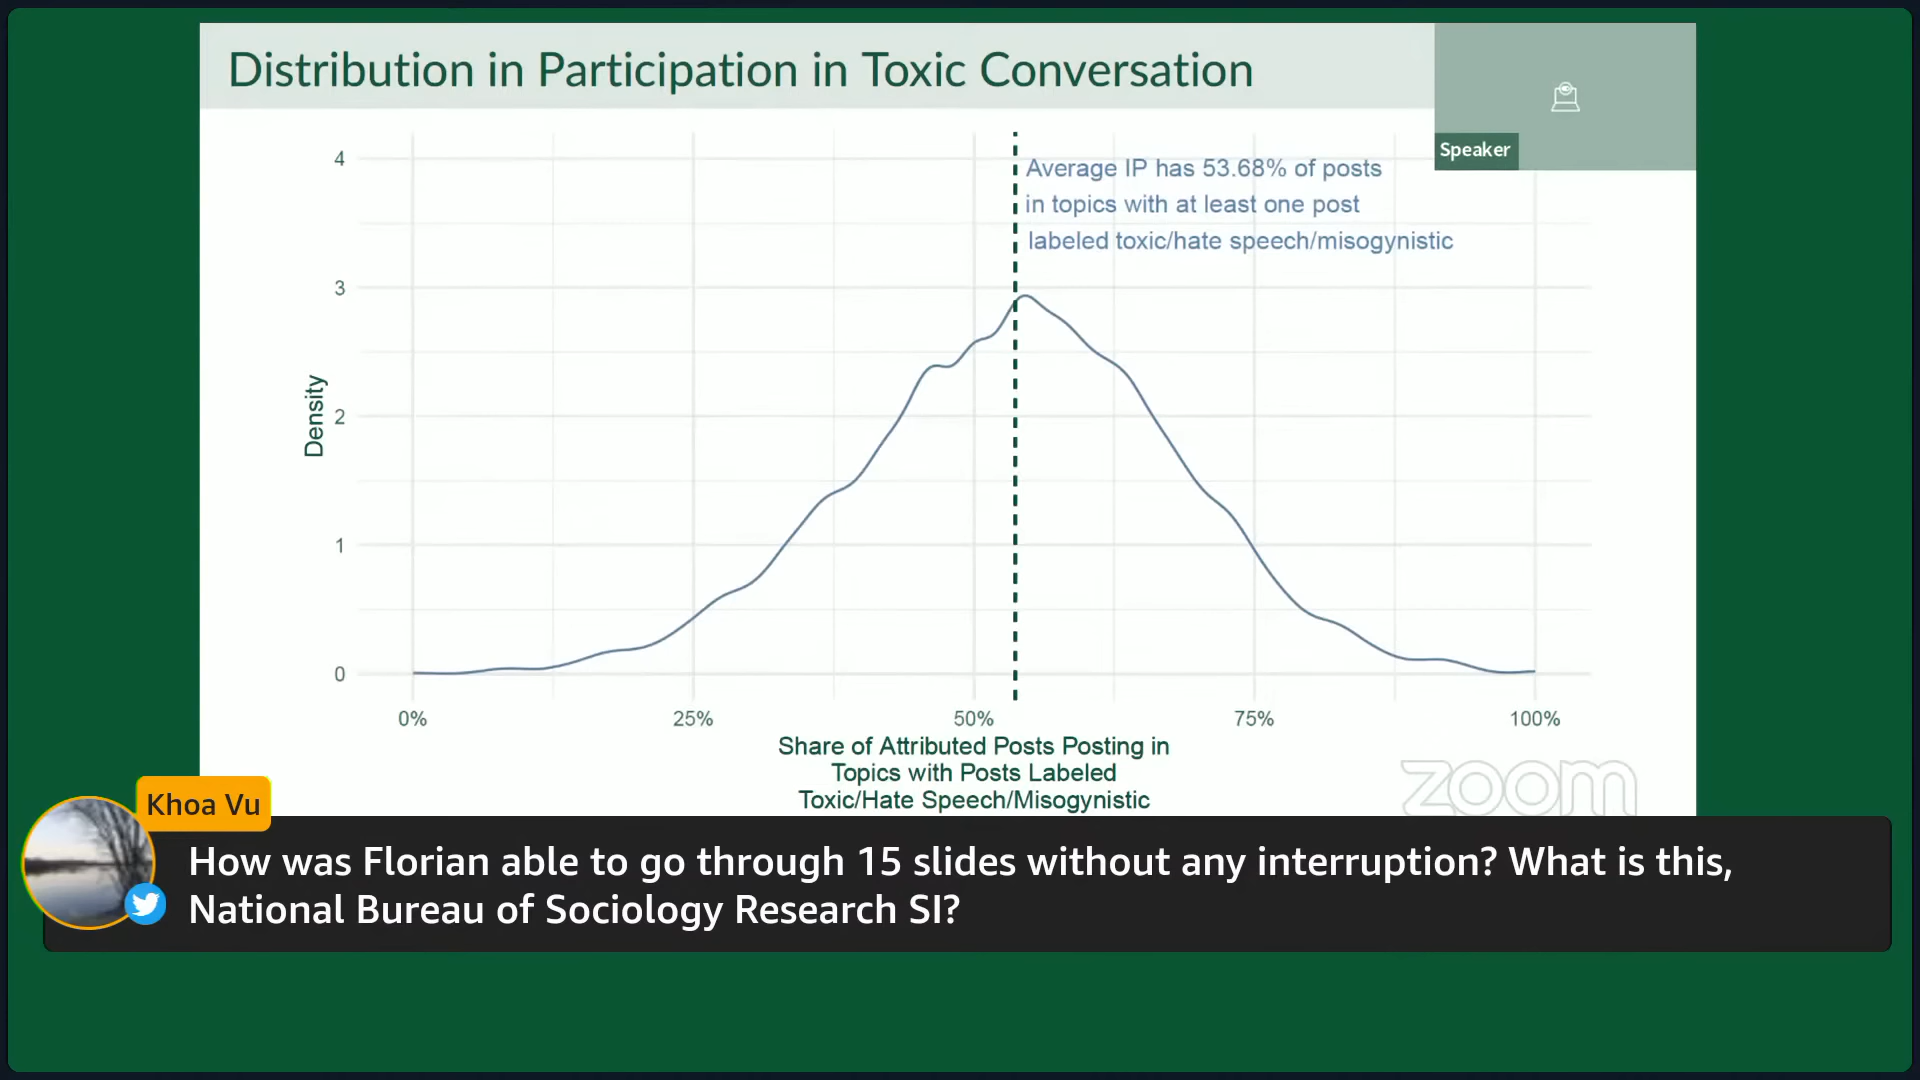 Distribution in Participation in Toxic Conversation
Speaker
Average IP has 53.68% of posts
in topics with at least one post
labeled toxic/hate speech/misogynistic
4
3
2
1
0
Density
0% 25% 50% 75% 100%
Share of Attributed Posts Posting in
Topics with Posts Labeled
Toxic/Hate Speech/Misogynistic
zoom
Khoa Vu
How was Florian able to go through 15 slides without any interruption? What is this,
National Bureau of Sociology Research SI?